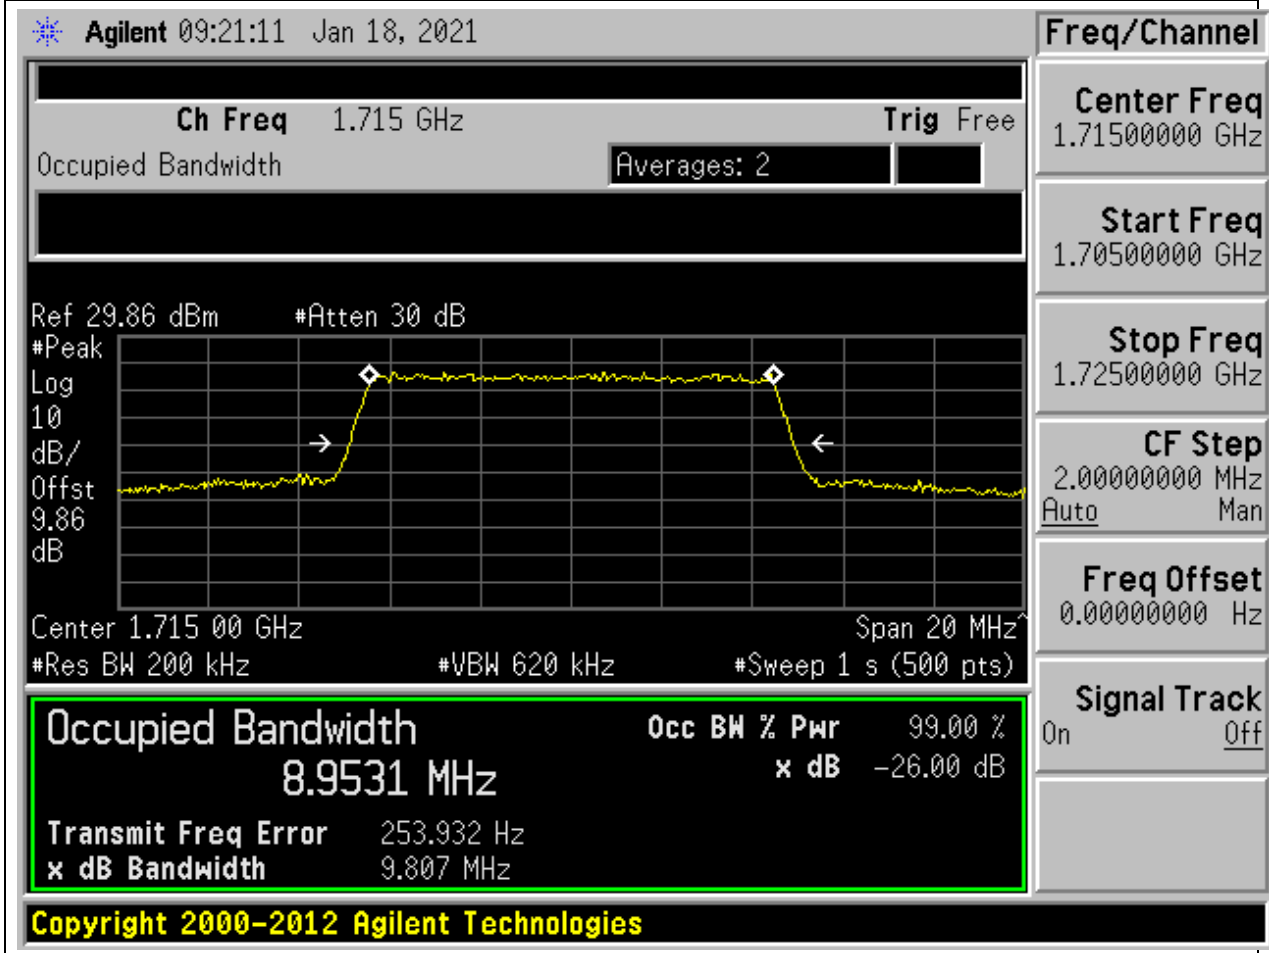 Agilent 09:21:11 Jan 18, 2021
Freq/Channel
Ch Freq 1.715 GHz Trig Free
Occupied Bandwidth Averages: 2
Center Freq
1.71500000 GHz
Start Freq
1.70500000 GHz
Stop Freq
1.72500000 GHz
CF Step
2.00000000 MHz
Auto Man
Freq Offset
0.00000000 Hz
Signal Track
On Off
Ref 29.86 dBm #Atten 30 dB
#Peak
Log
10
dB/
Offst
9.86
dB
Center 1.715 00 GHz Span 20 MHz^
#Res BW 200 kHz #VBW 620 kHz #Sweep 1 s (500 pts)
Occupied Bandwidth Occ BW % Pwr 99.00 %
8.9531 MHz x dB -26.00 dB
Transmit Freq Error 253.932 Hz
x dB Bandwidth 9.807 MHz
Copyright 2000-2012 Agilent Technologies